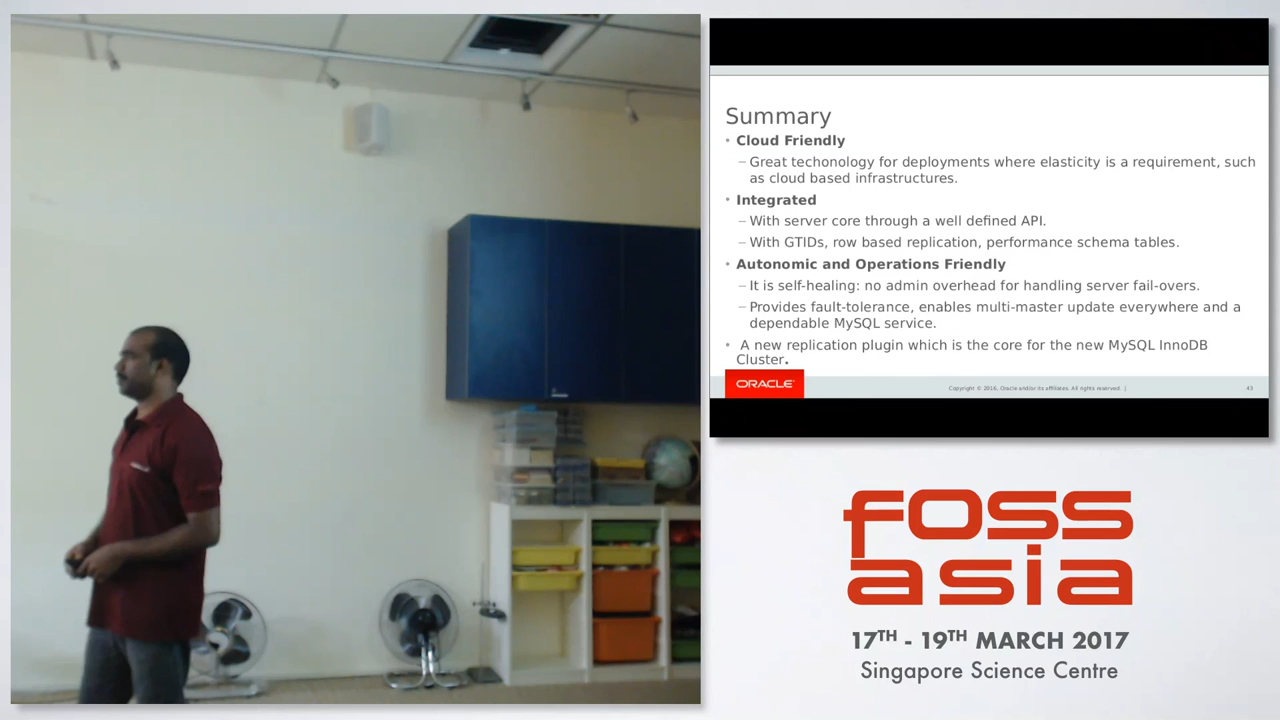 Summary
• Cloud Friendly
– Great techonology for deployments where elasticity is a requirement, such
as cloud based infrastructures.
• Integrated
– With server core through a well defined API.
– With GTIDs, row based replication, performance schema tables.
• Autonomic and Operations Friendly
– It is self-healing: no admin overhead for handling server fail-overs.
– Provides fault-tolerance, enables multi-master update everywhere and a
dependable MySQL service.
• A new replication plugin which is the core for the new MySQL InnoDB
Cluster.
ORACLE
Copyright © 2016, Oracle and/or its affiliates. All rights reserved. |
43
foss
asia
17TH - 19TH MARCH 2017
Singapore Science Centre